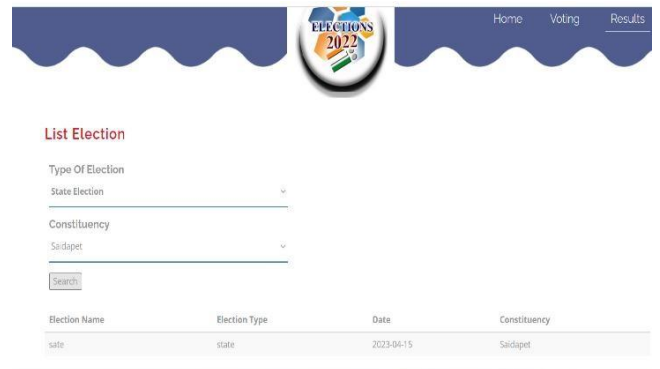 ELECTIONS
2022
Home Voting Results
List Election
Type Of Election
State Election
Constituency
Saidapet
Search
Election Name Election Type Date Constituency
sate state 2023-04-15 Saidapet